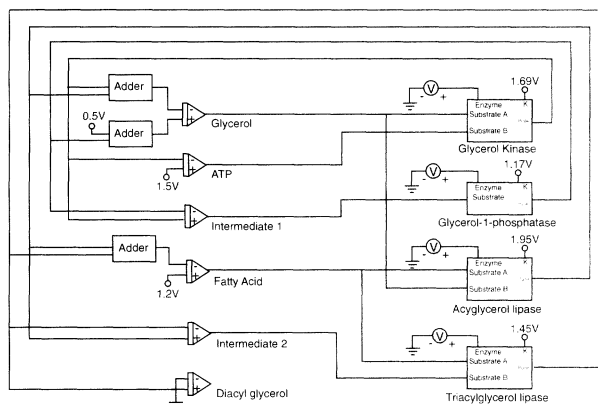 Adder
0.5V
Adder
Glycerol
1.5V
ATP
Intermediate 1
Adder
1.2V
Fatty Acid
Intermediate 2
Diacyl glycerol
V
1.69V
Enzyme K
Substrate A
Substrate B
Glycerol Kinase
V
1.17V
Enzyme K
Substrate
Glycerol-1-phosphatase
V
1.95V
Enzyme K
Substrate A
Substrate B
Acyglycerol lipase
V
1.45V
Enzyme K
Substrate A
Substrate B
Triacylglycerol lipase